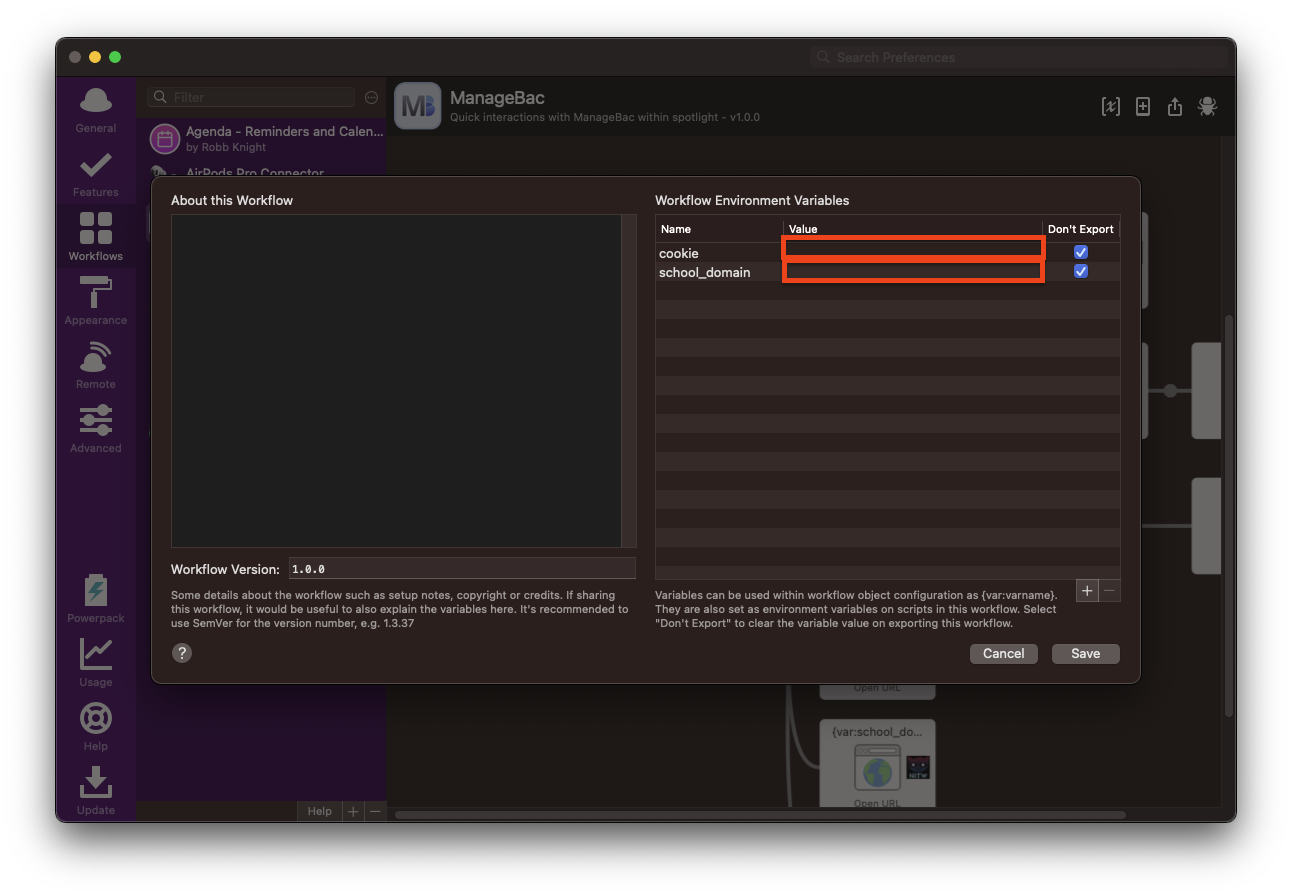 Search Preferences
General
Features
Workflows
Appearance
Remote
Advanced
Powerpack
Usage
Help
Update
Filter
Agenda - Reminders and Calen...
by Robb Knight
AirPods Pro Connector
MB
ManageBac
Quick interactions with ManageBac within spotlight - v1.0.0
About this Workflow
Workflow Version: 1.0.0
Some details about the workflow such as setup notes, copyright or credits. If sharing
this workflow, it would be useful to also explain the variables here. It's recommended to
use SemVer for the version number, e.g. 1.3.37
?
Workflow Environment Variables
Name Value Don't Export
cookie
school_domain
+ −
Variables can be used within workflow object configuration as {var:varname}.
They are also set as environment variables on scripts in this workflow. Select
"Don't Export" to clear the variable value on exporting this workflow.
Cancel Save
Open URL
{var:school_do...
NITW
Open URL
Help + −